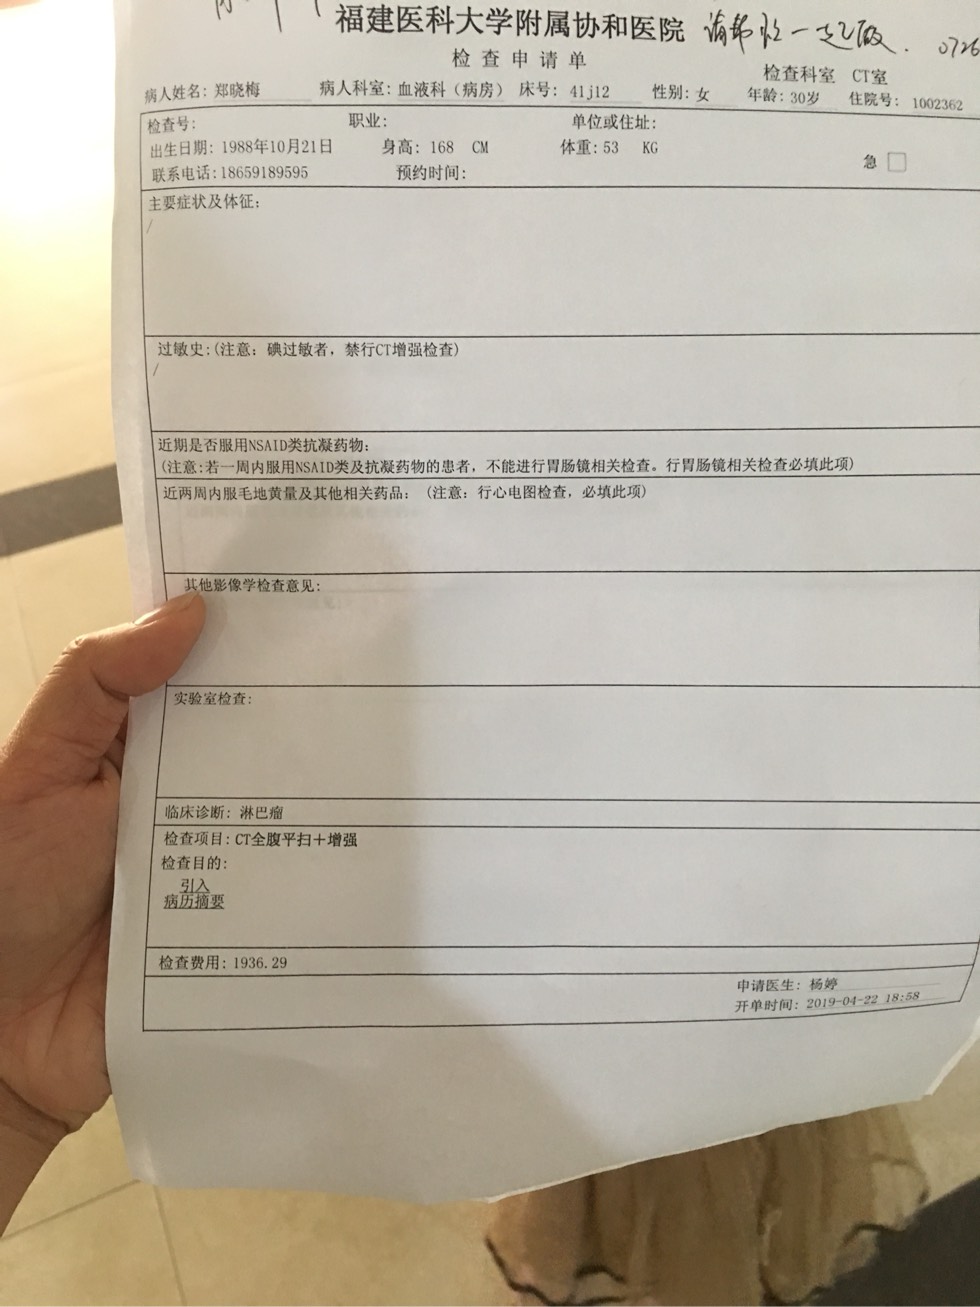 福建医科大学附属协和医院 请帮于一起做. 0726
检查申请单
检查科室 CT室
病人姓名: 郑晓梅 病人科室: 血液科（病房） 床号: 41j12 性别: 女 年龄: 30岁 住院号: 1002362
检查号: 职业: 单位或住址:
出生日期: 1988年10月21日 身高: 168 CM 体重: 53 KG 急 □
联系电话: 18659189595 预约时间:
主要症状及体征:
/
过敏史:(注意: 碘过敏者, 禁行CT增强检查)
/
近期是否服用NSAID类抗凝药物:
(注意:若一周内服用NSAID类及抗凝药物的患者, 不能进行胃肠镜相关检查。行胃肠镜相关检查必填此项)
近两周内服毛地黄量及其他相关药品: (注意: 行心电图检查, 必填此项)
其他影像学检查意见:
实验室检查:
临床诊断: 淋巴瘤
检查项目: CT全腹平扫＋增强
检查目的:
引入
病历摘要
检查费用: 1936.29
申请医生: 杨婷
开单时间: 2019-04-22 18:58